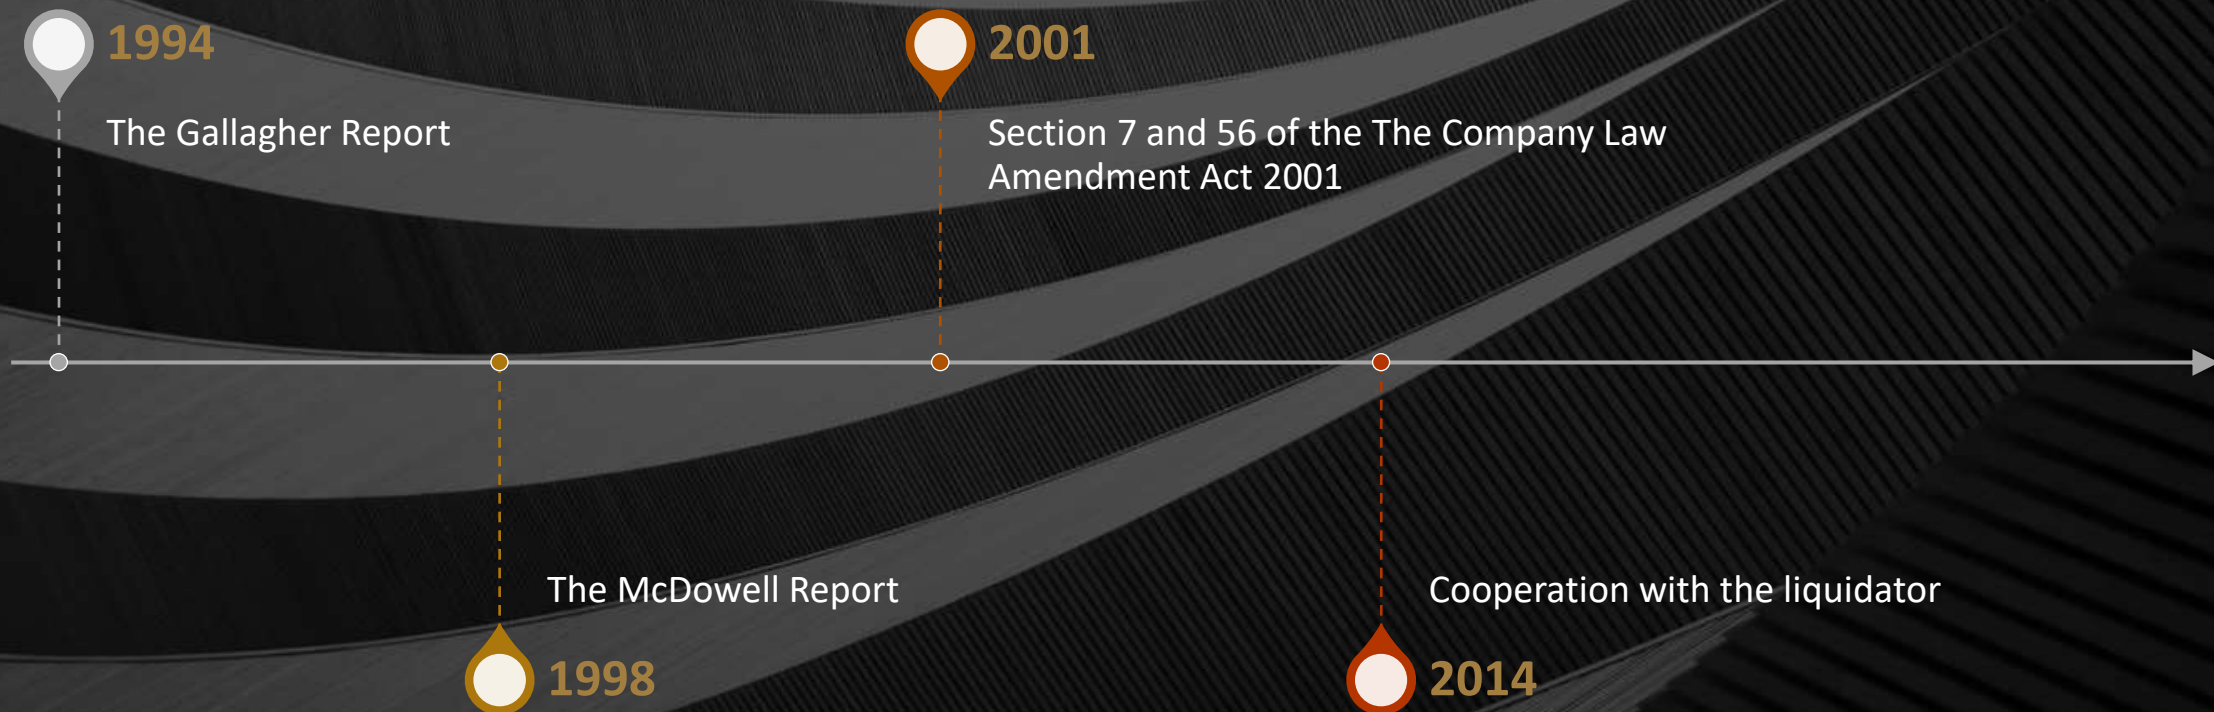 1994
The Gallagher Report
1998
The McDowell Report
2001
Section 7 and 56 of the The Company Law
Amendment Act 2001
2014
Cooperation with the liquidator